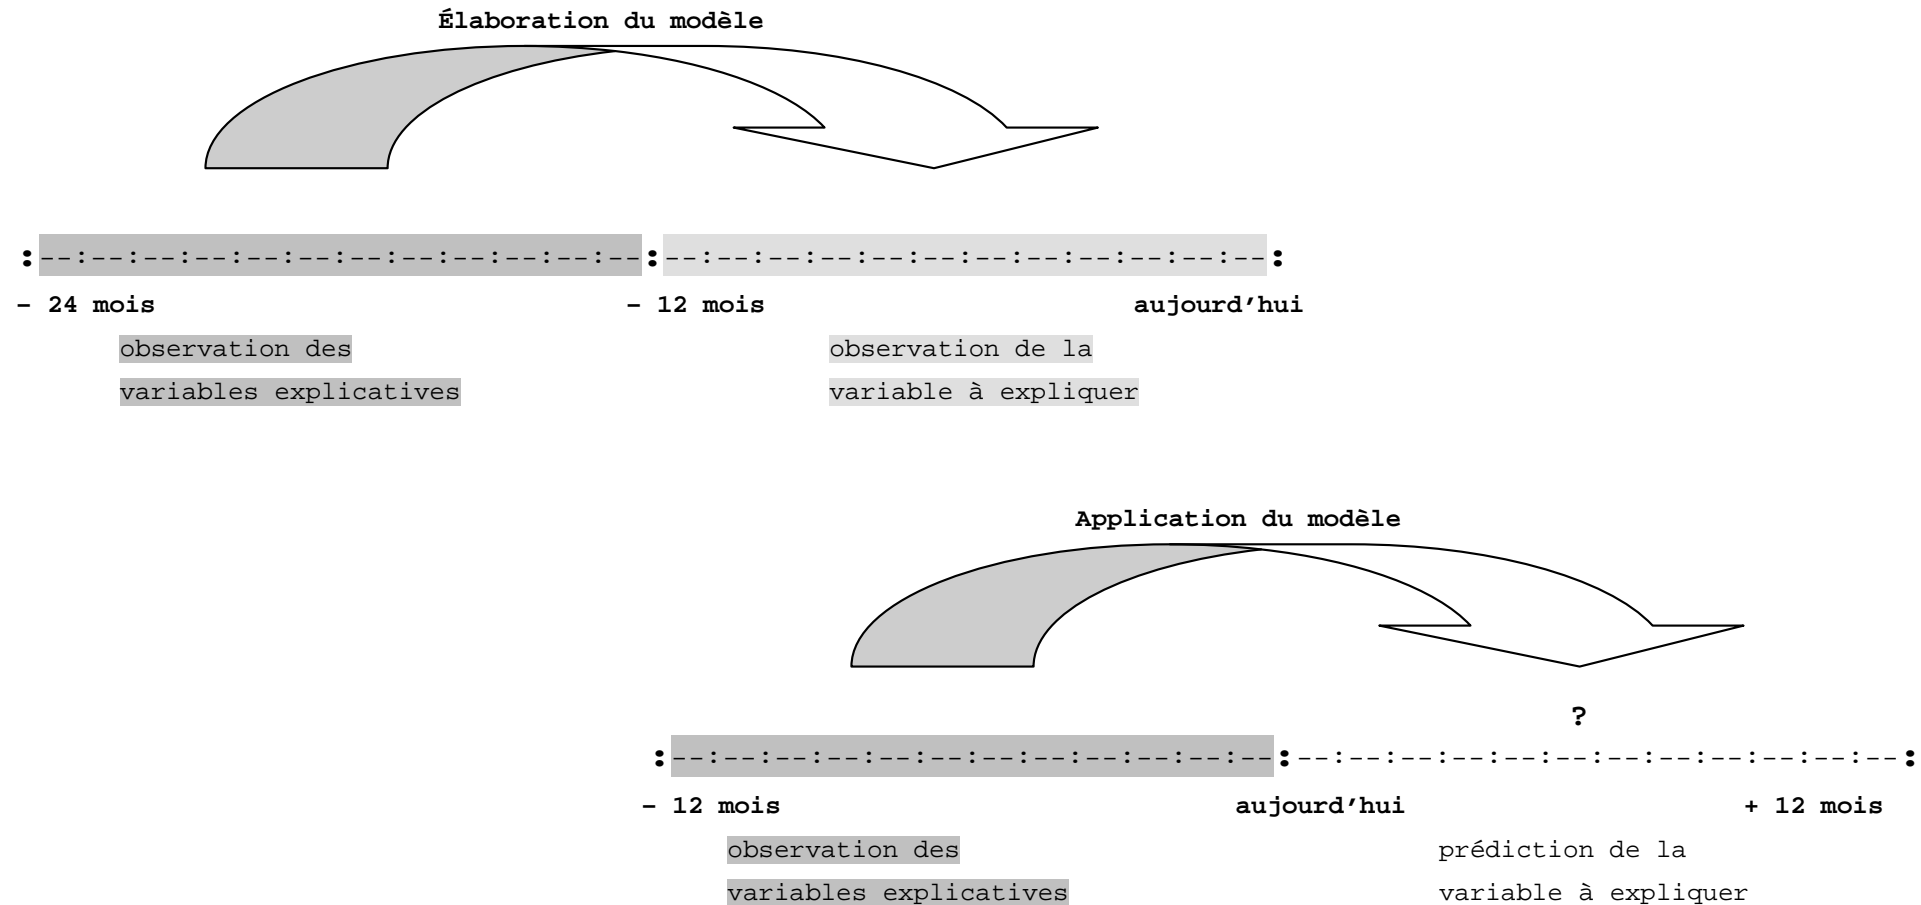 Élaboration du modèle
:--:--:--:--:--:--:--:--:--:--:--:--:--:--:--:--:--:--:--:--:--:--:--:--:
– 24 mois – 12 mois aujourd’hui
observation des observation de la
variables explicatives variable à expliquer
Application du modèle
?
:--:--:--:--:--:--:--:--:--:--:--:--:--:--:--:--:--:--:--:--:--:--:--:--:
– 12 mois aujourd’hui + 12 mois
observation des prédiction de la
variables explicatives variable à expliquer